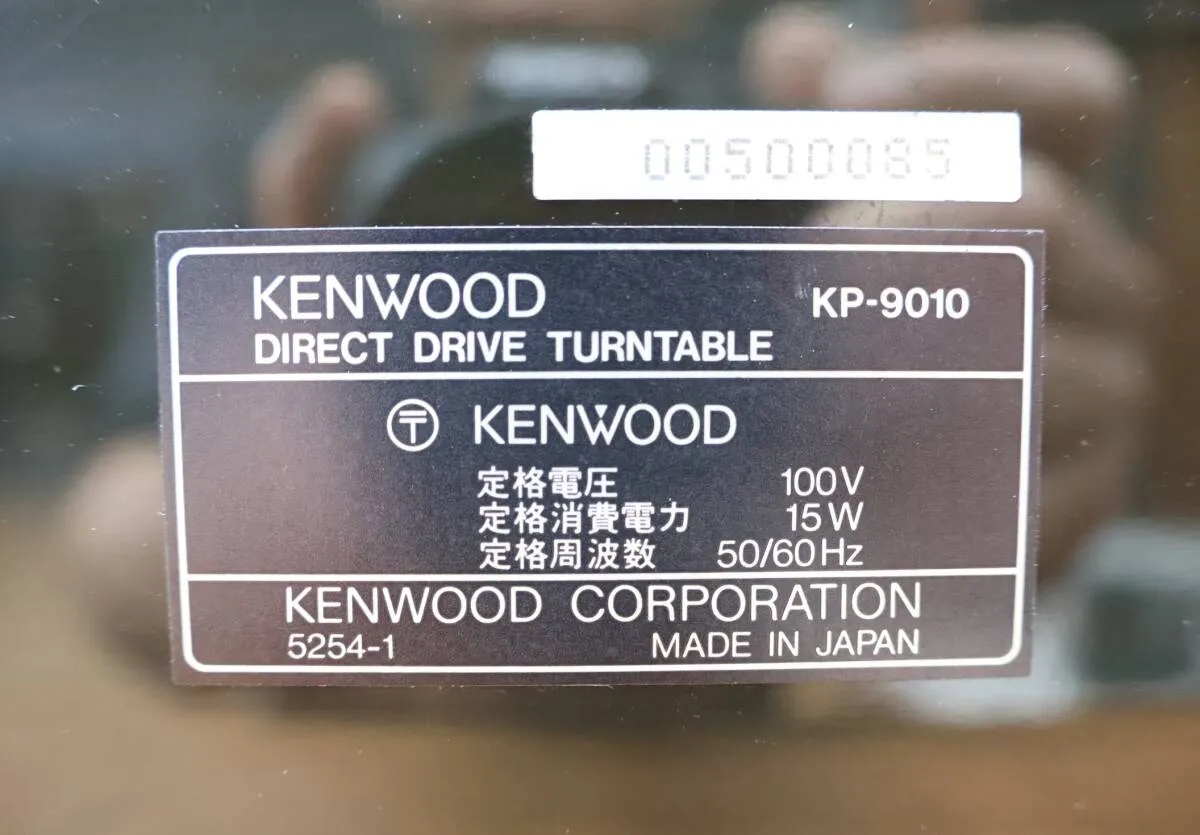 00500085
KENWOOD KP-9010
DIRECT DRIVE TURNTABLE
〒 KENWOOD
定格電圧 100V
定格消費電力 15W
定格周波数 50/60Hz
KENWOOD CORPORATION
5254-1 MADE IN JAPAN